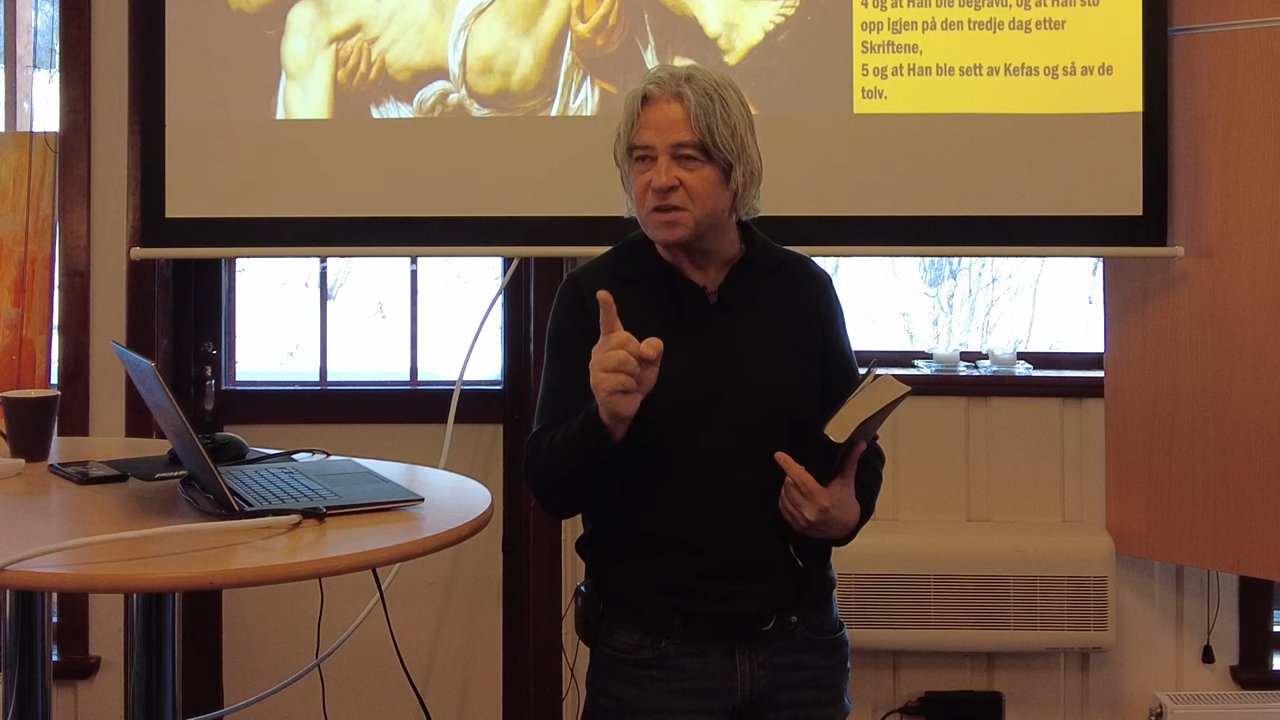 4 og at Han ble begravd, og at Han sto
opp igjen på den tredje dag etter
Skriftene,
5 og at Han ble sett av Kefas og så av de
tolv.